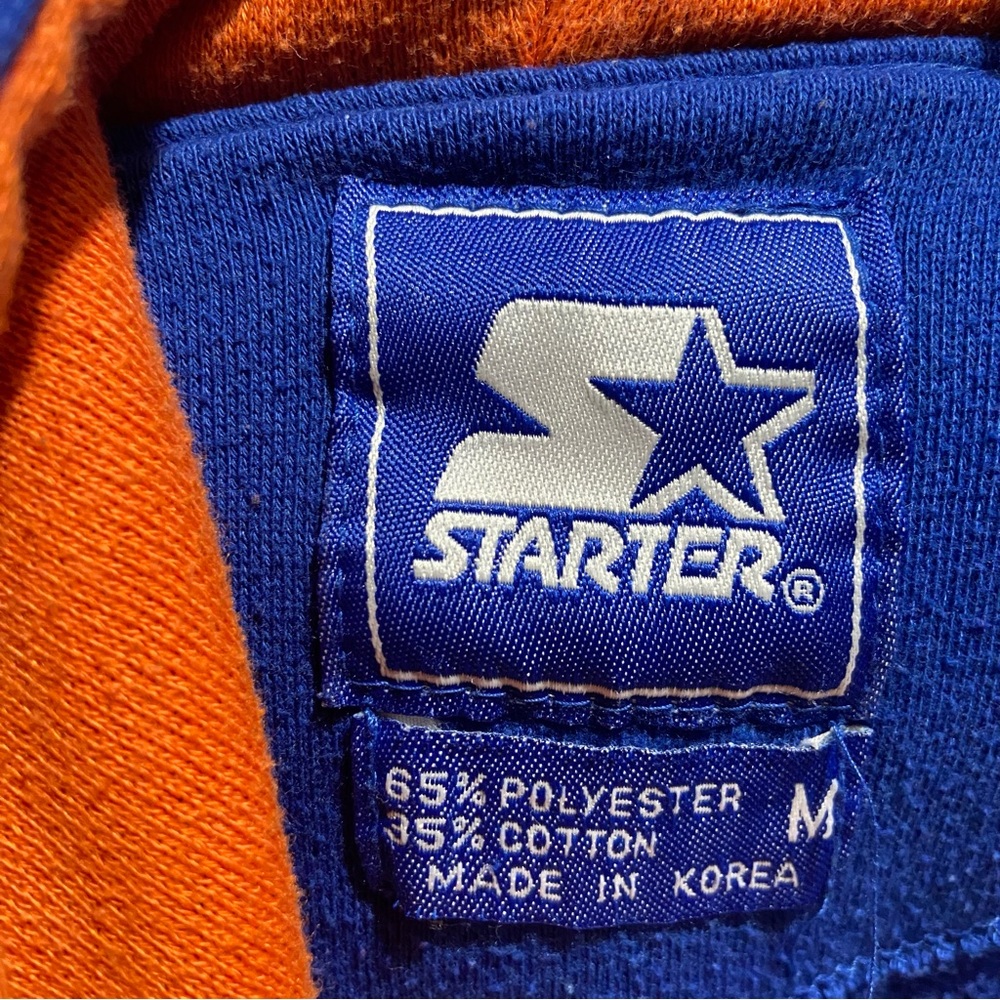 STARTER®
65% POLYESTER M
35% COTTON
MADE IN KOREA